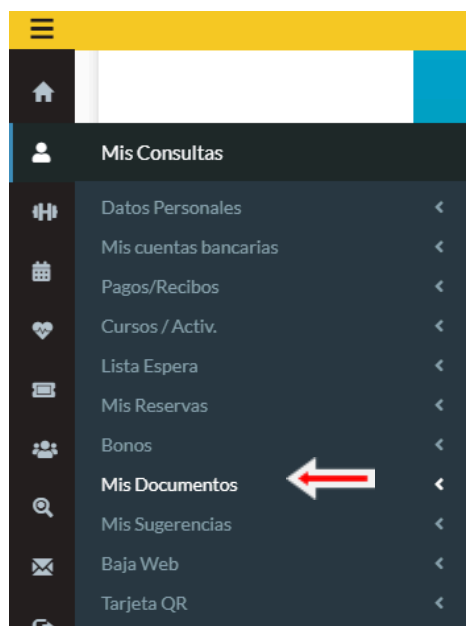 Mis Consultas
Datos Personales
Mis cuentas bancarias
Pagos/Recibos
Cursos / Activ.
Lista Espera
Mis Reservas
Bonos
Mis Documentos
Mis Sugerencias
Baja Web
Tarjeta QR